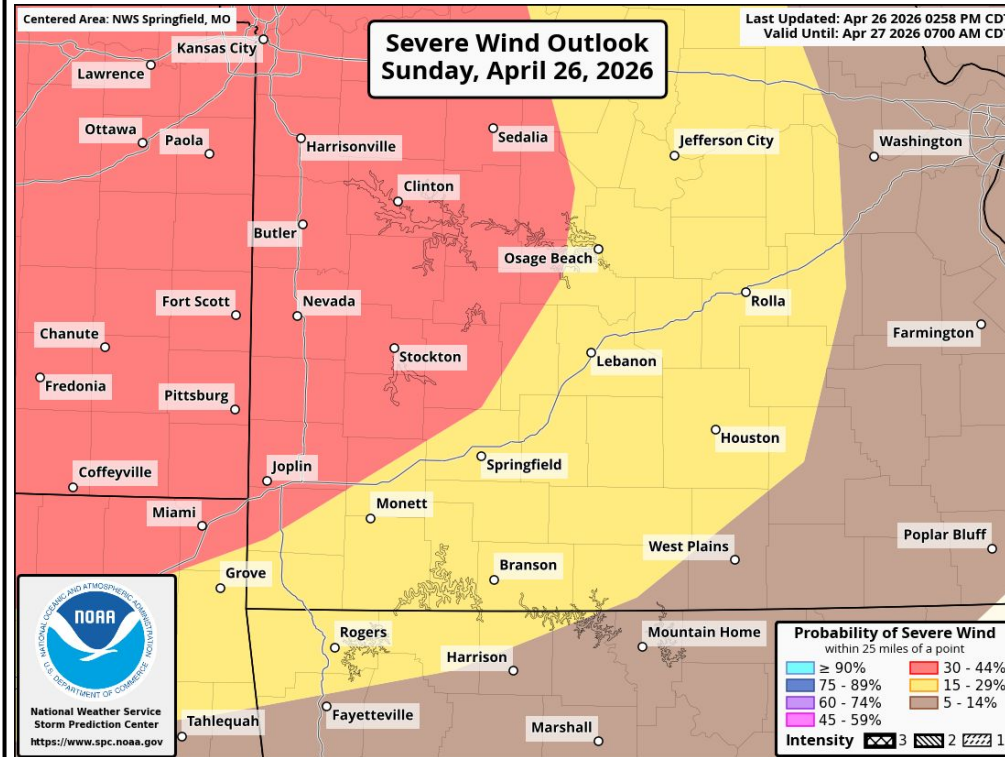 Centered Area: NWS Springfield, MO
Last Updated: Apr 26 2026 0258 PM CDT
Valid Until: Apr 27 2026 0700 AM CDT
Severe Wind Outlook
Sunday, April 26, 2026
Kansas City
Lawrence
Ottawa
Paola
Harrisonville
Sedalia
Jefferson City
Washington
Clinton
Butler
Osage Beach
Fort Scott
Nevada
Rolla
Chanute
Stockton
Lebanon
Farmington
Fredonia
Pittsburg
Houston
Coffeyville
Joplin
Springfield
Miami
Monett
West Plains
Poplar Bluff
Grove
Branson
Rogers
Harrison
Mountain Home
Tahlequah
Fayetteville
Marshall
NATIONAL OCEANIC AND ATMOSPHERIC ADMINISTRATION
NOAA
U.S. DEPARTMENT OF COMMERCE
National Weather Service
Storm Prediction Center
https://www.spc.noaa.gov
Probability of Severe Wind
within 25 miles of a point
≥ 90%
75 - 89%
60 - 74%
45 - 59%
30 - 44%
15 - 29%
5 - 14%
Intensity 3 2 1